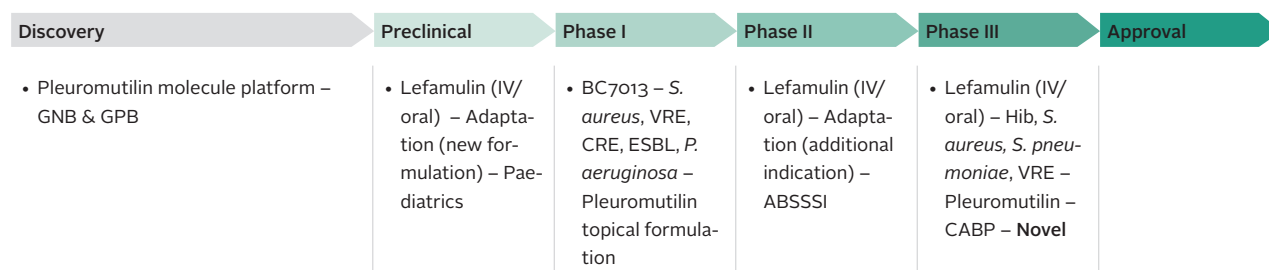 Discovery
Preclinical
Phase I
Phase II
Phase III
Approval
• Pleuromutilin molecule platform –
GNB & GPB
• Lefamulin (IV/
oral) – Adapta-
tion (new for-
mulation) – Pae-
diatrics
• BC7013 – S.
aureus, VRE,
CRE, ESBL, P.
aeruginosa –
Pleuromutilin
topical formula-
tion
• Lefamulin (IV/
oral) – Adapta-
tion (additional
indication) –
ABSSSI
• Lefamulin (IV/
oral) – Hib, S.
aureus, S. pneu-
moniae, VRE –
Pleuromutilin –
CABP – Novel